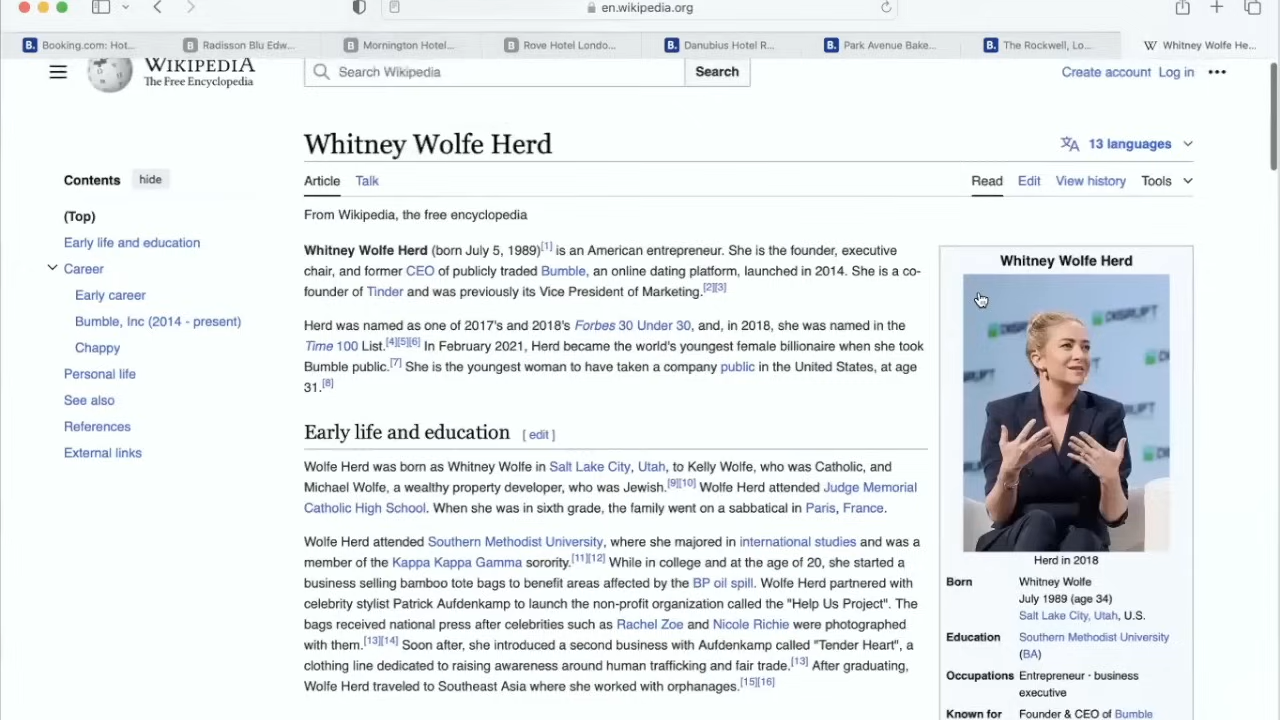 en.wikipedia.org
Booking.com: Hot...
Radisson Blu Edw...
Mornington Hotel...
Rove Hotel Londo...
Danubius Hotel R...
Park Avenue Bake...
The Rockwell, Lo...
Whitney Wolfe He...
WIKIPEDIA
The Free Encyclopedia
Search Wikipedia
Search
Create account Log in
Whitney Wolfe Herd
13 languages
Contents hide
(Top)
Early life and education
Career
Early career
Bumble, Inc (2014 - present)
Chappy
Personal life
See also
References
External links
Article Talk
Read Edit View history Tools
From Wikipedia, the free encyclopedia
Whitney Wolfe Herd (born July 5, 1989)[1] is an American entrepreneur. She is the founder, executive
chair, and former CEO of publicly traded Bumble, an online dating platform, launched in 2014. She is a co-
founder of Tinder and was previously its Vice President of Marketing.[2][3]
Herd was named as one of 2017's and 2018's Forbes 30 Under 30, and, in 2018, she was named in the
Time 100 List.[4][5][6] In February 2021, Herd became the world's youngest female billionaire when she took
Bumble public.[7] She is the youngest woman to have taken a company public in the United States, at age
31.[8]
Early life and education [ edit ]
Wolfe Herd was born as Whitney Wolfe in Salt Lake City, Utah, to Kelly Wolfe, who was Catholic, and
Michael Wolfe, a wealthy property developer, who was Jewish.[9][10] Wolfe Herd attended Judge Memorial
Catholic High School. When she was in sixth grade, the family went on a sabbatical in Paris, France.
Wolfe Herd attended Southern Methodist University, where she majored in international studies and was a
member of the Kappa Kappa Gamma sorority.[11][12] While in college and at the age of 20, she started a
business selling bamboo tote bags to benefit areas affected by the BP oil spill. Wolfe Herd partnered with
celebrity stylist Patrick Aufdenkamp to launch the non-profit organization called the "Help Us Project". The
bags received national press after celebrities such as Rachel Zoe and Nicole Richie were photographed
with them.[13][14] Soon after, she introduced a second business with Aufdenkamp called "Tender Heart", a
clothing line dedicated to raising awareness around human trafficking and fair trade.[13] After graduating,
Wolfe Herd traveled to Southeast Asia where she worked with orphanages.[15][16]
Whitney Wolfe Herd
DISRUPT
DISRUPT
Herd in 2018
Born Whitney Wolfe
July 1989 (age 34)
Salt Lake City, Utah, U.S.
Education Southern Methodist University
(BA)
Occupations Entrepreneur · business
executive
Known for Founder & CEO of Bumble